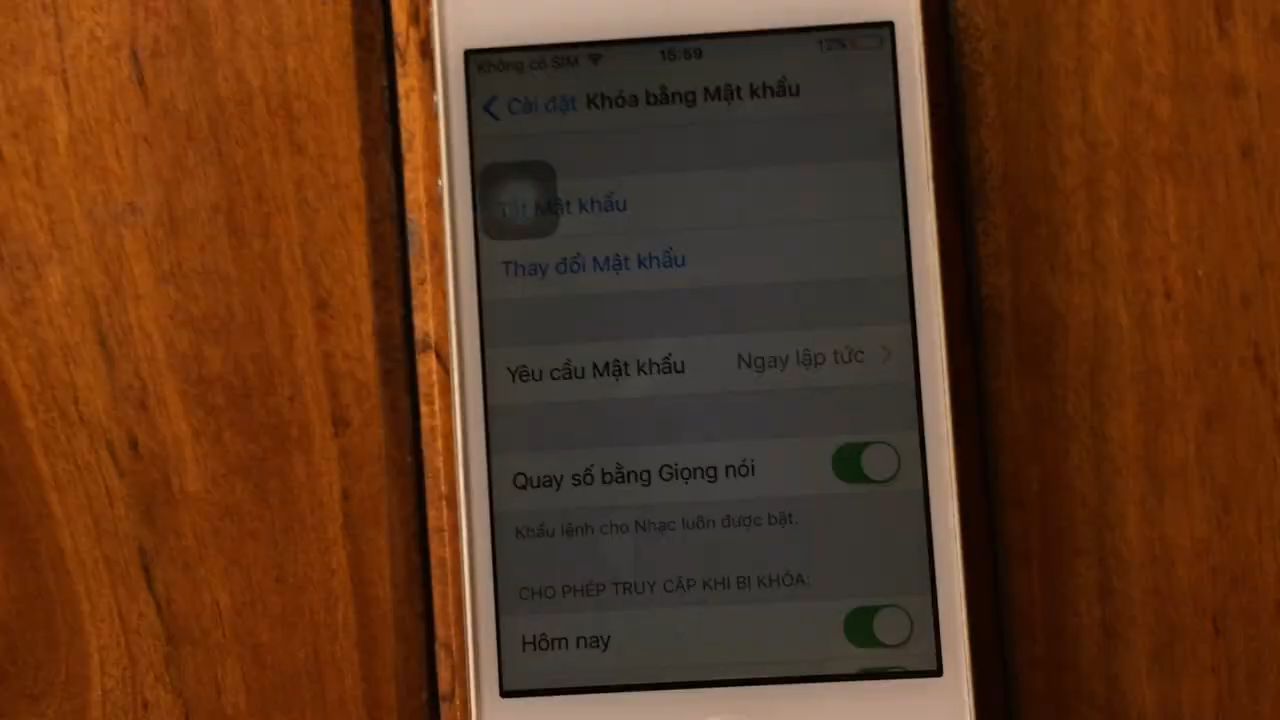 Không có SIM 15:59 12%
Cài đặt Khóa bằng Mật khẩu
Tắt Mật khẩu
Thay đổi Mật khẩu
Yêu cầu Mật khẩu Ngay lập tức
Quay số bằng Giọng nói
Khẩu lệnh cho Nhạc luôn được bật.
CHO PHÉP TRUY CẬP KHI BỊ KHÓA:
Hôm nay